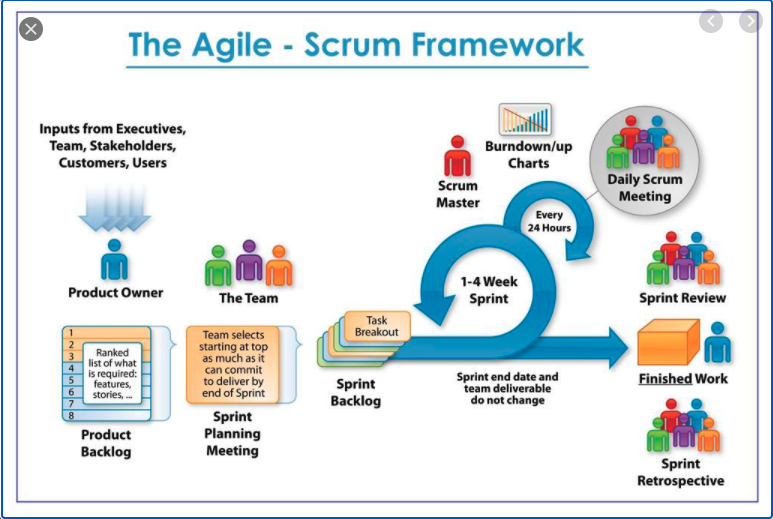 The Agile - Scrum Framework
Inputs from Executives,
Team, Stakeholders,
Customers, Users
Product Owner
The Team
1
2
3
4
5
6
7
8
Ranked
list of what
is required:
features,
stories, ...
Product
Backlog
Team selects
starting at top
as much as it
can commit
to deliver by
end of Sprint
Sprint
Planning
Meeting
Task
Breakout
Sprint
Backlog
Scrum
Master
Burndown/up
Charts
Every
24 Hours
Daily Scrum
Meeting
1-4 Week
Sprint
Sprint end date and
team deliverable
do not change
Sprint Review
Finished Work
Sprint
Retrospective